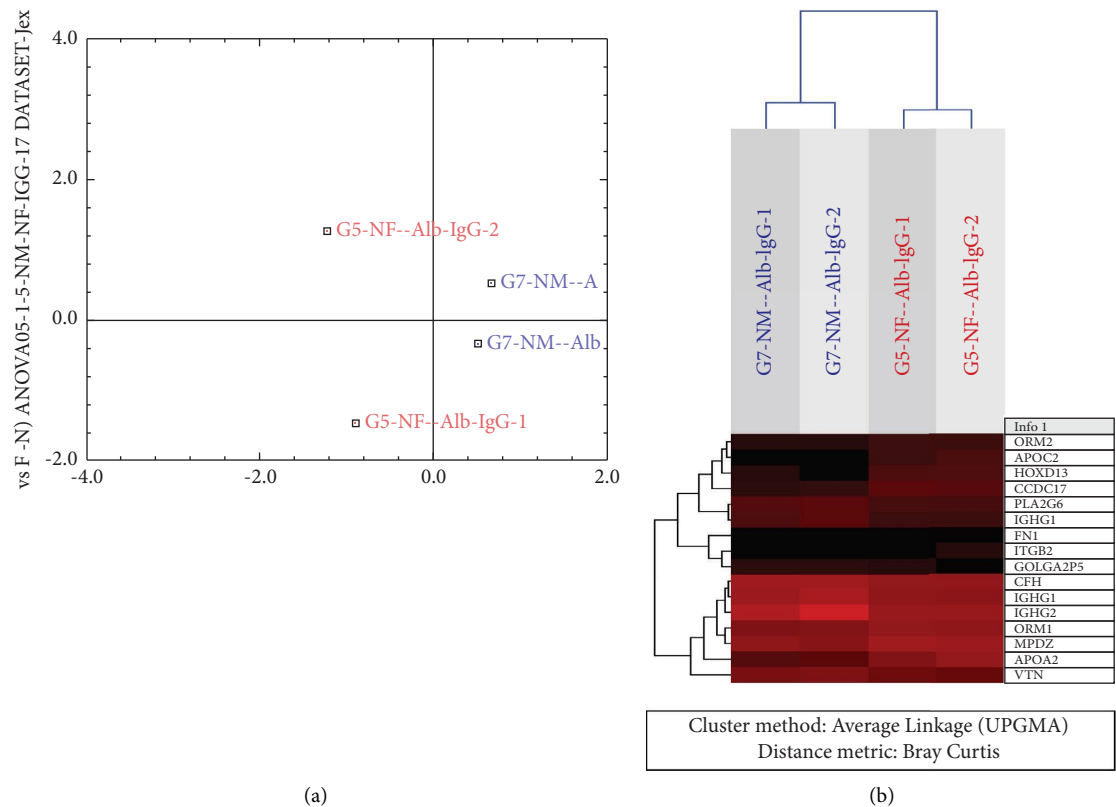 vs F -N) ANOVA05-1-5-NM-NF-IGG-17 DATASET-Jex
4.0
2.0
0.0
-2.0
-4.0
-2.0
0.0
2.0
G5-NF--Alb-IgG-2
G7-NM--A
G7-NM--Alb
G5-NF--Alb-IgG-1
(a)
G7-NM--Alb-IgG-1
G7-NM--Alb-IgG-2
G5-NF--Alb-IgG-1
G5-NF--Alb-IgG-2
Info 1
ORM2
APOC2
HOXD13
CCDC17
PLA2G6
IGHG1
FN1
ITGB2
GOLGA2P5
CFH
IGHG1
IGHG2
ORM1
MPDZ
APOA2
VTN
Cluster method: Average Linkage (UPGMA)
Distance metric: Bray Curtis
(b)